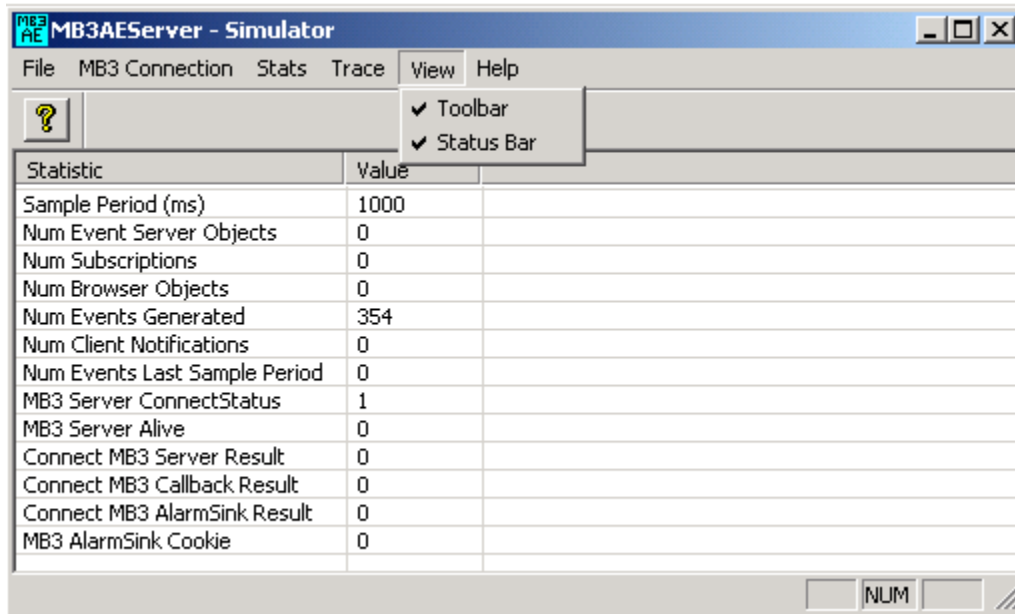 MB3 AE MB3AEServer - Simulator
File MB3 Connection Stats Trace View Help
Toolbar
Status Bar
Statistic Value
Sample Period (ms) 1000
Num Event Server Objects 0
Num Subscriptions 0
Num Browser Objects 0
Num Events Generated 354
Num Client Notifications 0
Num Events Last Sample Period 0
MB3 Server ConnectStatus 1
MB3 Server Alive 0
Connect MB3 Server Result 0
Connect MB3 Callback Result 0
Connect MB3 AlarmSink Result 0
MB3 AlarmSink Cookie 0
NUM